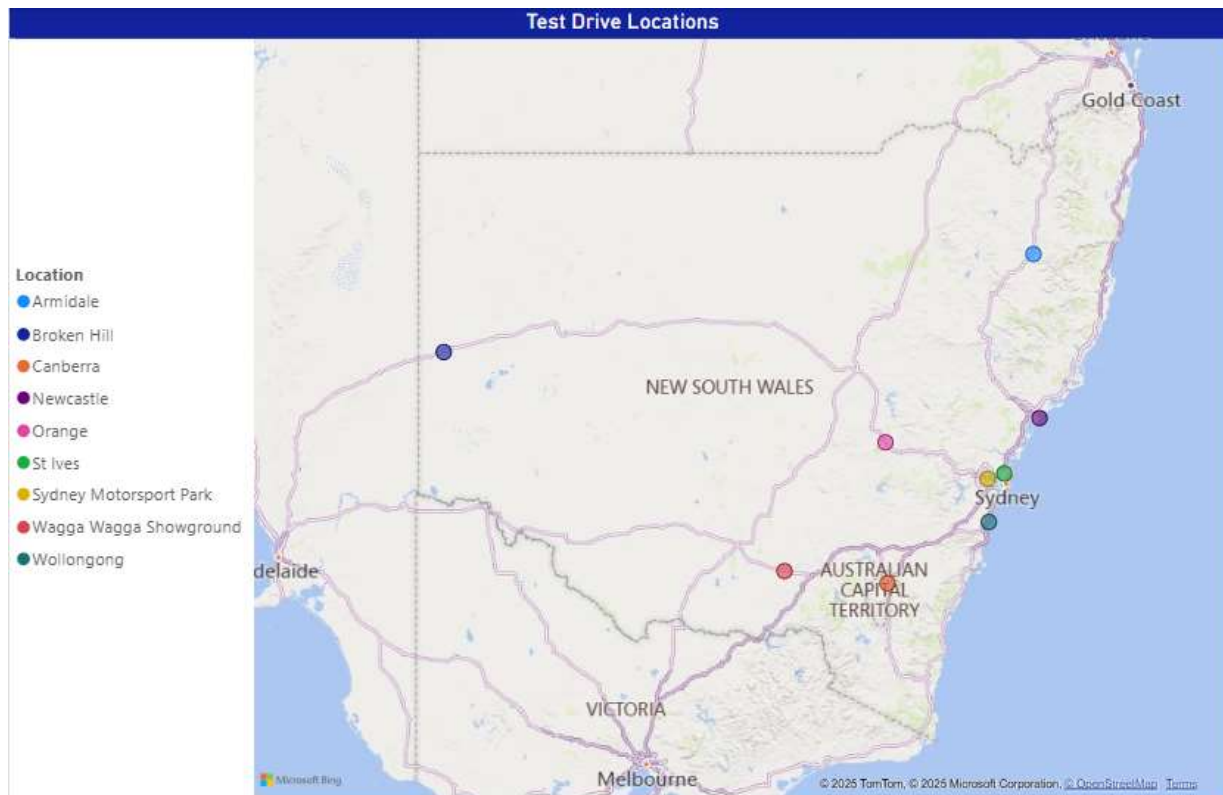 Test Drive Locations
Gold Coast
Location
Armidale
Broken Hill
Canberra
Newcastle
Orange
St Ives
Sydney Motorsport Park
Wagga Wagga Showground
Wollongong
NEW SOUTH WALES
Sydney
delaide
AUSTRALIAN
CAPITAL
TERRITORY
VICTORIA
Melbourne
Microsoft Bing
© 2025 TomTom, © 2025 Microsoft Corporation, © OpenStreetMap Terms